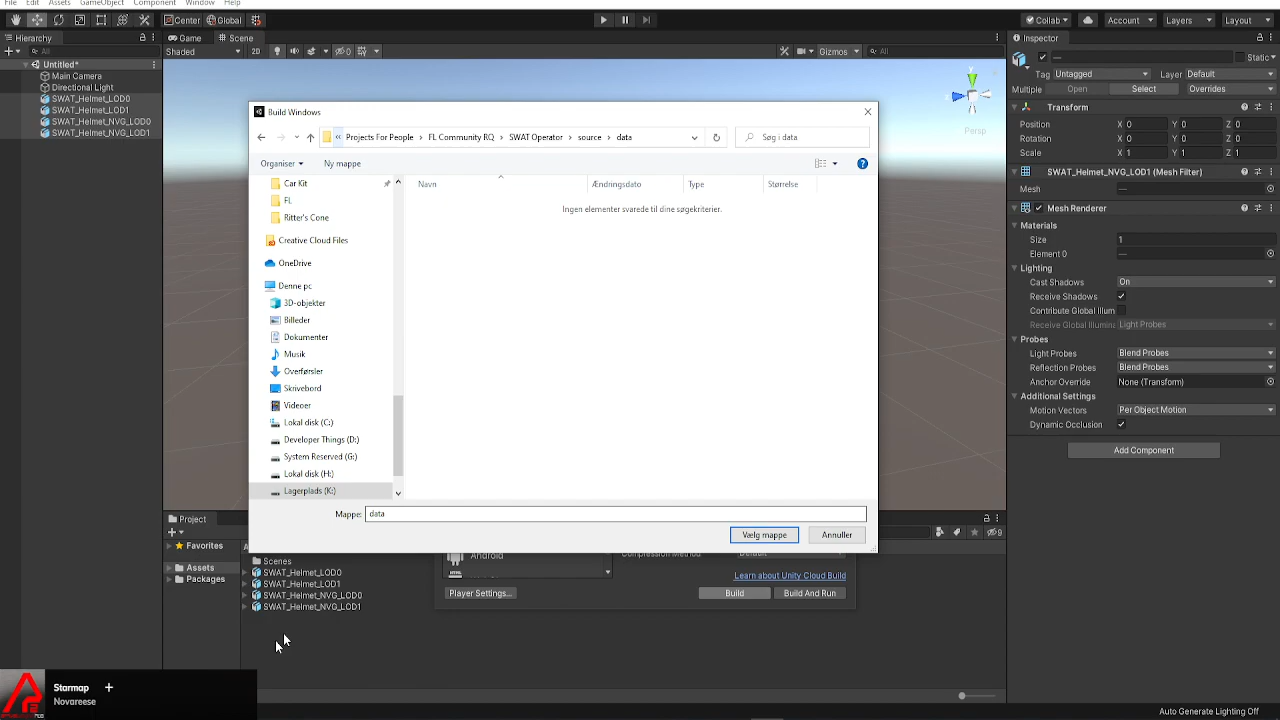 File Edit Assets GameObject Component Window Help
Center Global
Collab Account Layers Layout
Hierarchy
All
Untitled*
Main Camera
Directional Light
SWAT_Helmet_LOD0
SWAT_Helmet_LOD1
SWAT_Helmet_NVG_LOD0
SWAT_Helmet_NVG_LOD1
Game Scene
Shaded 2D 0 Gizmos All
y
z
Persp
Build Windows
« Projects For People › FL Community RQ › SWAT Operator › source › data
Søg i data
Organiser Ny mappe
Navn Ændringsdato Type Størrelse
Ingen elementer svarede til dine søgekriterier.
Car Kit
FL
Ritter's Cone
Creative Cloud Files
OneDrive
Denne pc
3D-objekter
Billeder
Dokumenter
Musik
Overførsler
Skrivebord
Videoer
Lokal disk (C:)
Developer Things (D:)
System Reserved (G:)
Lokal disk (H:)
Lagerplads (K:)
Mappe: data
Vælg mappe Annuller
Android
Compression Method Default
Learn about Unity Cloud Build
Player Settings... Build Build And Run
Inspector
—
Static
Tag Untagged Layer Default
Multiple Open Select Overrides
Transform
Position X 0 Y 0 Z 0
Rotation X 0 Y 0 Z 0
Scale X 1 Y 1 Z 1
SWAT_Helmet_NVG_LOD1 (Mesh Filter)
Mesh —
Mesh Renderer
Materials
Size 1
Element 0 —
Lighting
Cast Shadows On
Receive Shadows
Contribute Global Illum
Receive Global Illumina Light Probes
Probes
Light Probes Blend Probes
Reflection Probes Blend Probes
Anchor Override None (Transform)
Additional Settings
Motion Vectors Per Object Motion
Dynamic Occlusion
Add Component
Project
9
Favorites
Assets
Packages
Scenes
SWAT_Helmet_LOD0
SWAT_Helmet_LOD1
SWAT_Helmet_NVG_LOD0
SWAT_Helmet_NVG_LOD1
Starmap +
Novareese
Auto Generate Lighting Off